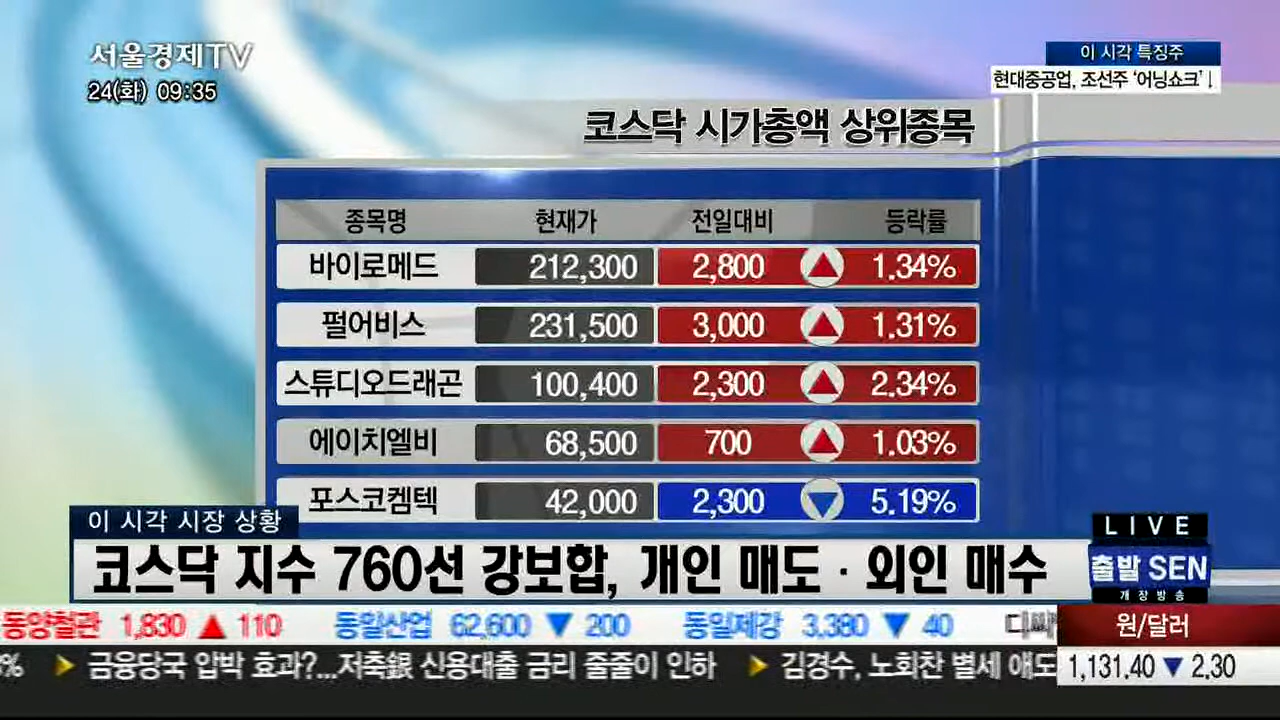 서울경제TV
24(화) 09:35
이 시각 특징주
현대중공업, 조선주 '어닝쇼크'↓
코스닥 시가총액 상위종목
종목명 현재가 전일대비 등락률
바이로메드 212,300 2,800 ▲ 1.34%
펄어비스 231,500 3,000 ▲ 1.31%
스튜디오드래곤 100,400 2,300 ▲ 2.34%
에이치엘비 68,500 700 ▲ 1.03%
포스코켐텍 42,000 2,300 ▼ 5.19%
이 시각 시장 상황
코스닥 지수 760선 강보합, 개인 매도·외인 매수
LIVE
출발 SEN
개장방송
동양철관 1,830 ▲ 110 동일산업 62,600 ▼ 200 동일제강 3,380 ▼ 40
원/달러
% ▶ 금융당국 압박 효과?...저축銀 신용대출 금리 줄줄이 인하 ▶ 김경수, 노회찬 별세 애도
1,131.40 ▼ 2.30